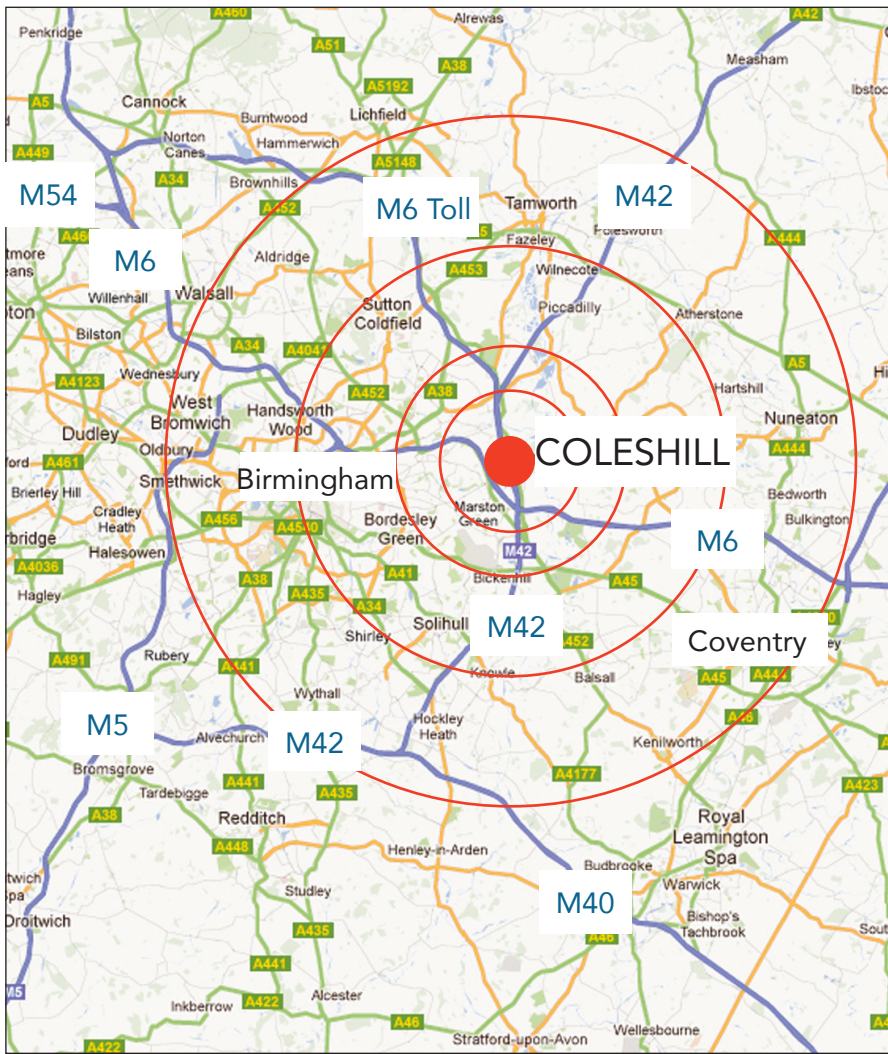 A460
Alrewas
A42
Penkridge
A51
A38
Measham
A5192
A5
Cannock
Burntwood
Lichfield
Ibstoc
Norton
Canes
Hammerwich
A449
A34
A5148
Brownhills
M54
M6 Toll
Tamworth
M42
A452
Polesworth
A444
Fazeley
Aldridge
M6
A453
Wilnecote
Willenhall
Walsall
Sutton
Coldfield
Piccadilly
Atherstone
Bilston
A34
A4041
A5
Wednesbury
A4123
A452
A38
Hartshill
West
Bromwich
Handsworth
Wood
Nuneaton
Dudley
Oldbury
COLESHILL
A444
A461
Smethwick
Birmingham
Brierley Hill
Bedworth
Cradley
Heath
A456
A4540
Bordesley
Green
Marston
Green
Bulkington
Halesowen
M6
M42
A4036
A38
A41
Bickenhill
A45
Hagley
A435
A34
Solihull
M42
A452
Shirley
Coventry
A491
Rubery
A441
Knowle
Balsall
A45
A444
Wythall
M5
Hockley
Heath
A46
Alvechurch
M42
Kenilworth
Bromsgrove
A441
A4177
Tardebigge
A435
A423
A38
Redditch
Royal
Leamington
Spa
A448
Henley-in-Arden
Budbrooke
Warwick
Studley
M40
Bishop's
Tachbrook
Droitwich
A435
A46
A441
M5
Inkberrow
A422
Alcester
A46
Wellesbourne
A422
Stratford-upon-Avon